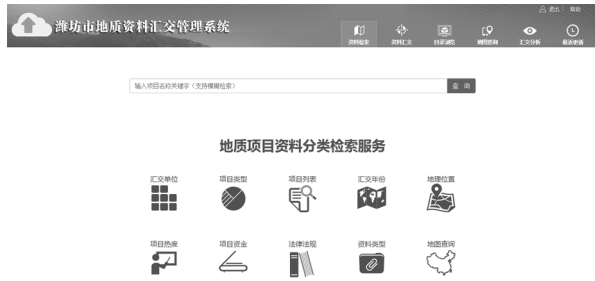 退出 | 帮助
潍坊市地质资料汇交管理系统
资料检索 资料汇交 目录浏览 地图查询 汇交分析 最近更新
输入项目名称关键字（支持模糊检索） 查 询
地质项目资料分类检索服务
汇交单位 项目类型 项目列表 汇交年份 地理位置
项目热度 项目资金 法律法规 资料类型 地图查询